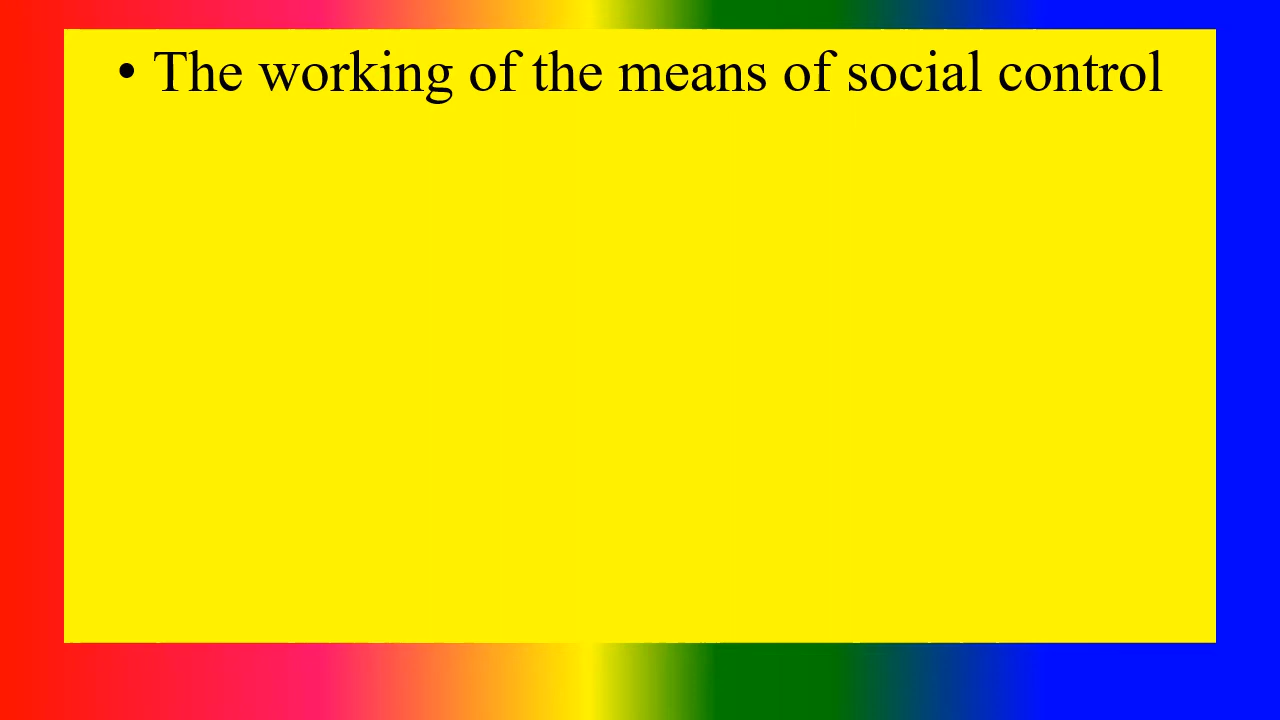 • The working of the means of social control